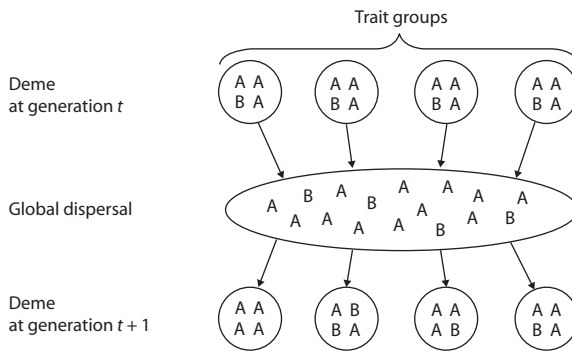 Trait groups
Deme
at generation t
A A A A A A A A
B A B A B A B A
Global dispersal
A B A B A A A A
A A A A A B A B
Deme
at generation t + 1
A A A B A A A A
A A B A A B B A